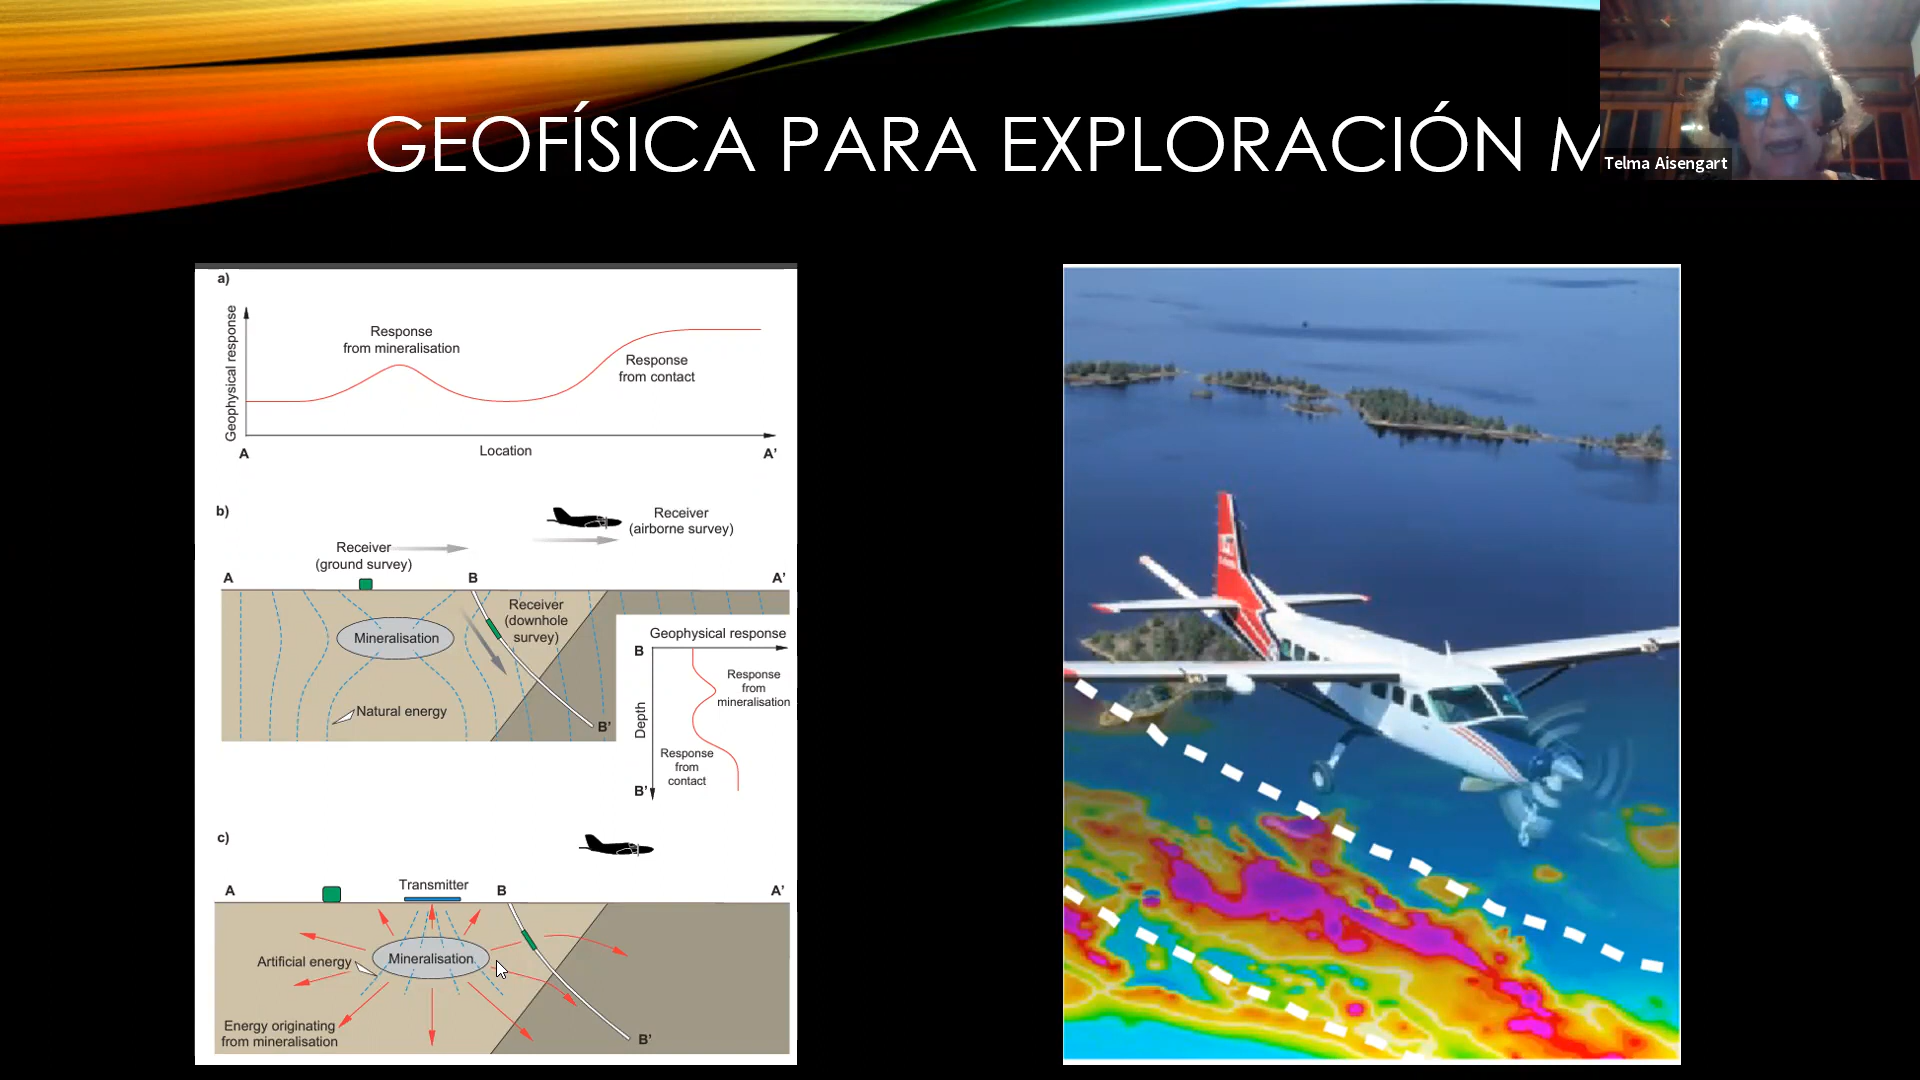 GEOFÍSICA PARA EXPLORACIÓN M
Telma Aisengart
a)
Geophysical response
Response
from mineralisation
Response
from contact
Location
A
A'
b)
Receiver
(airborne survey)
Receiver
(ground survey)
A
B
A'
Receiver
(downhole
survey)
Mineralisation
Natural energy
B'
Geophysical response
B
Depth
Response
from
mineralisation
Response
from
contact
B'
c)
A
Transmitter
B
A'
Mineralisation
Artificial energy
Energy originating
from mineralisation
B'